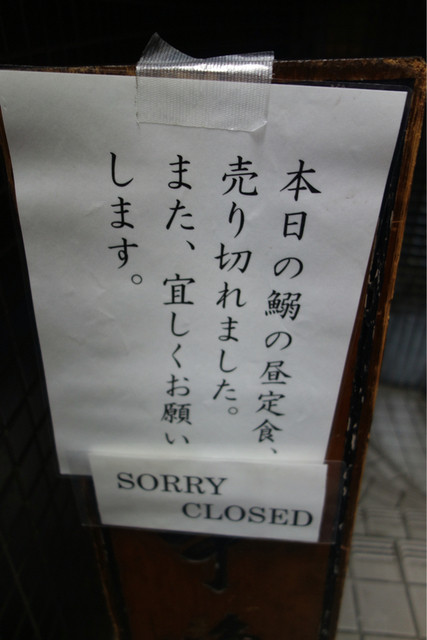 本日の鰯の昼定食、
売り切れました。
また、宜しくお願い
します。
SORRY
CLOSED